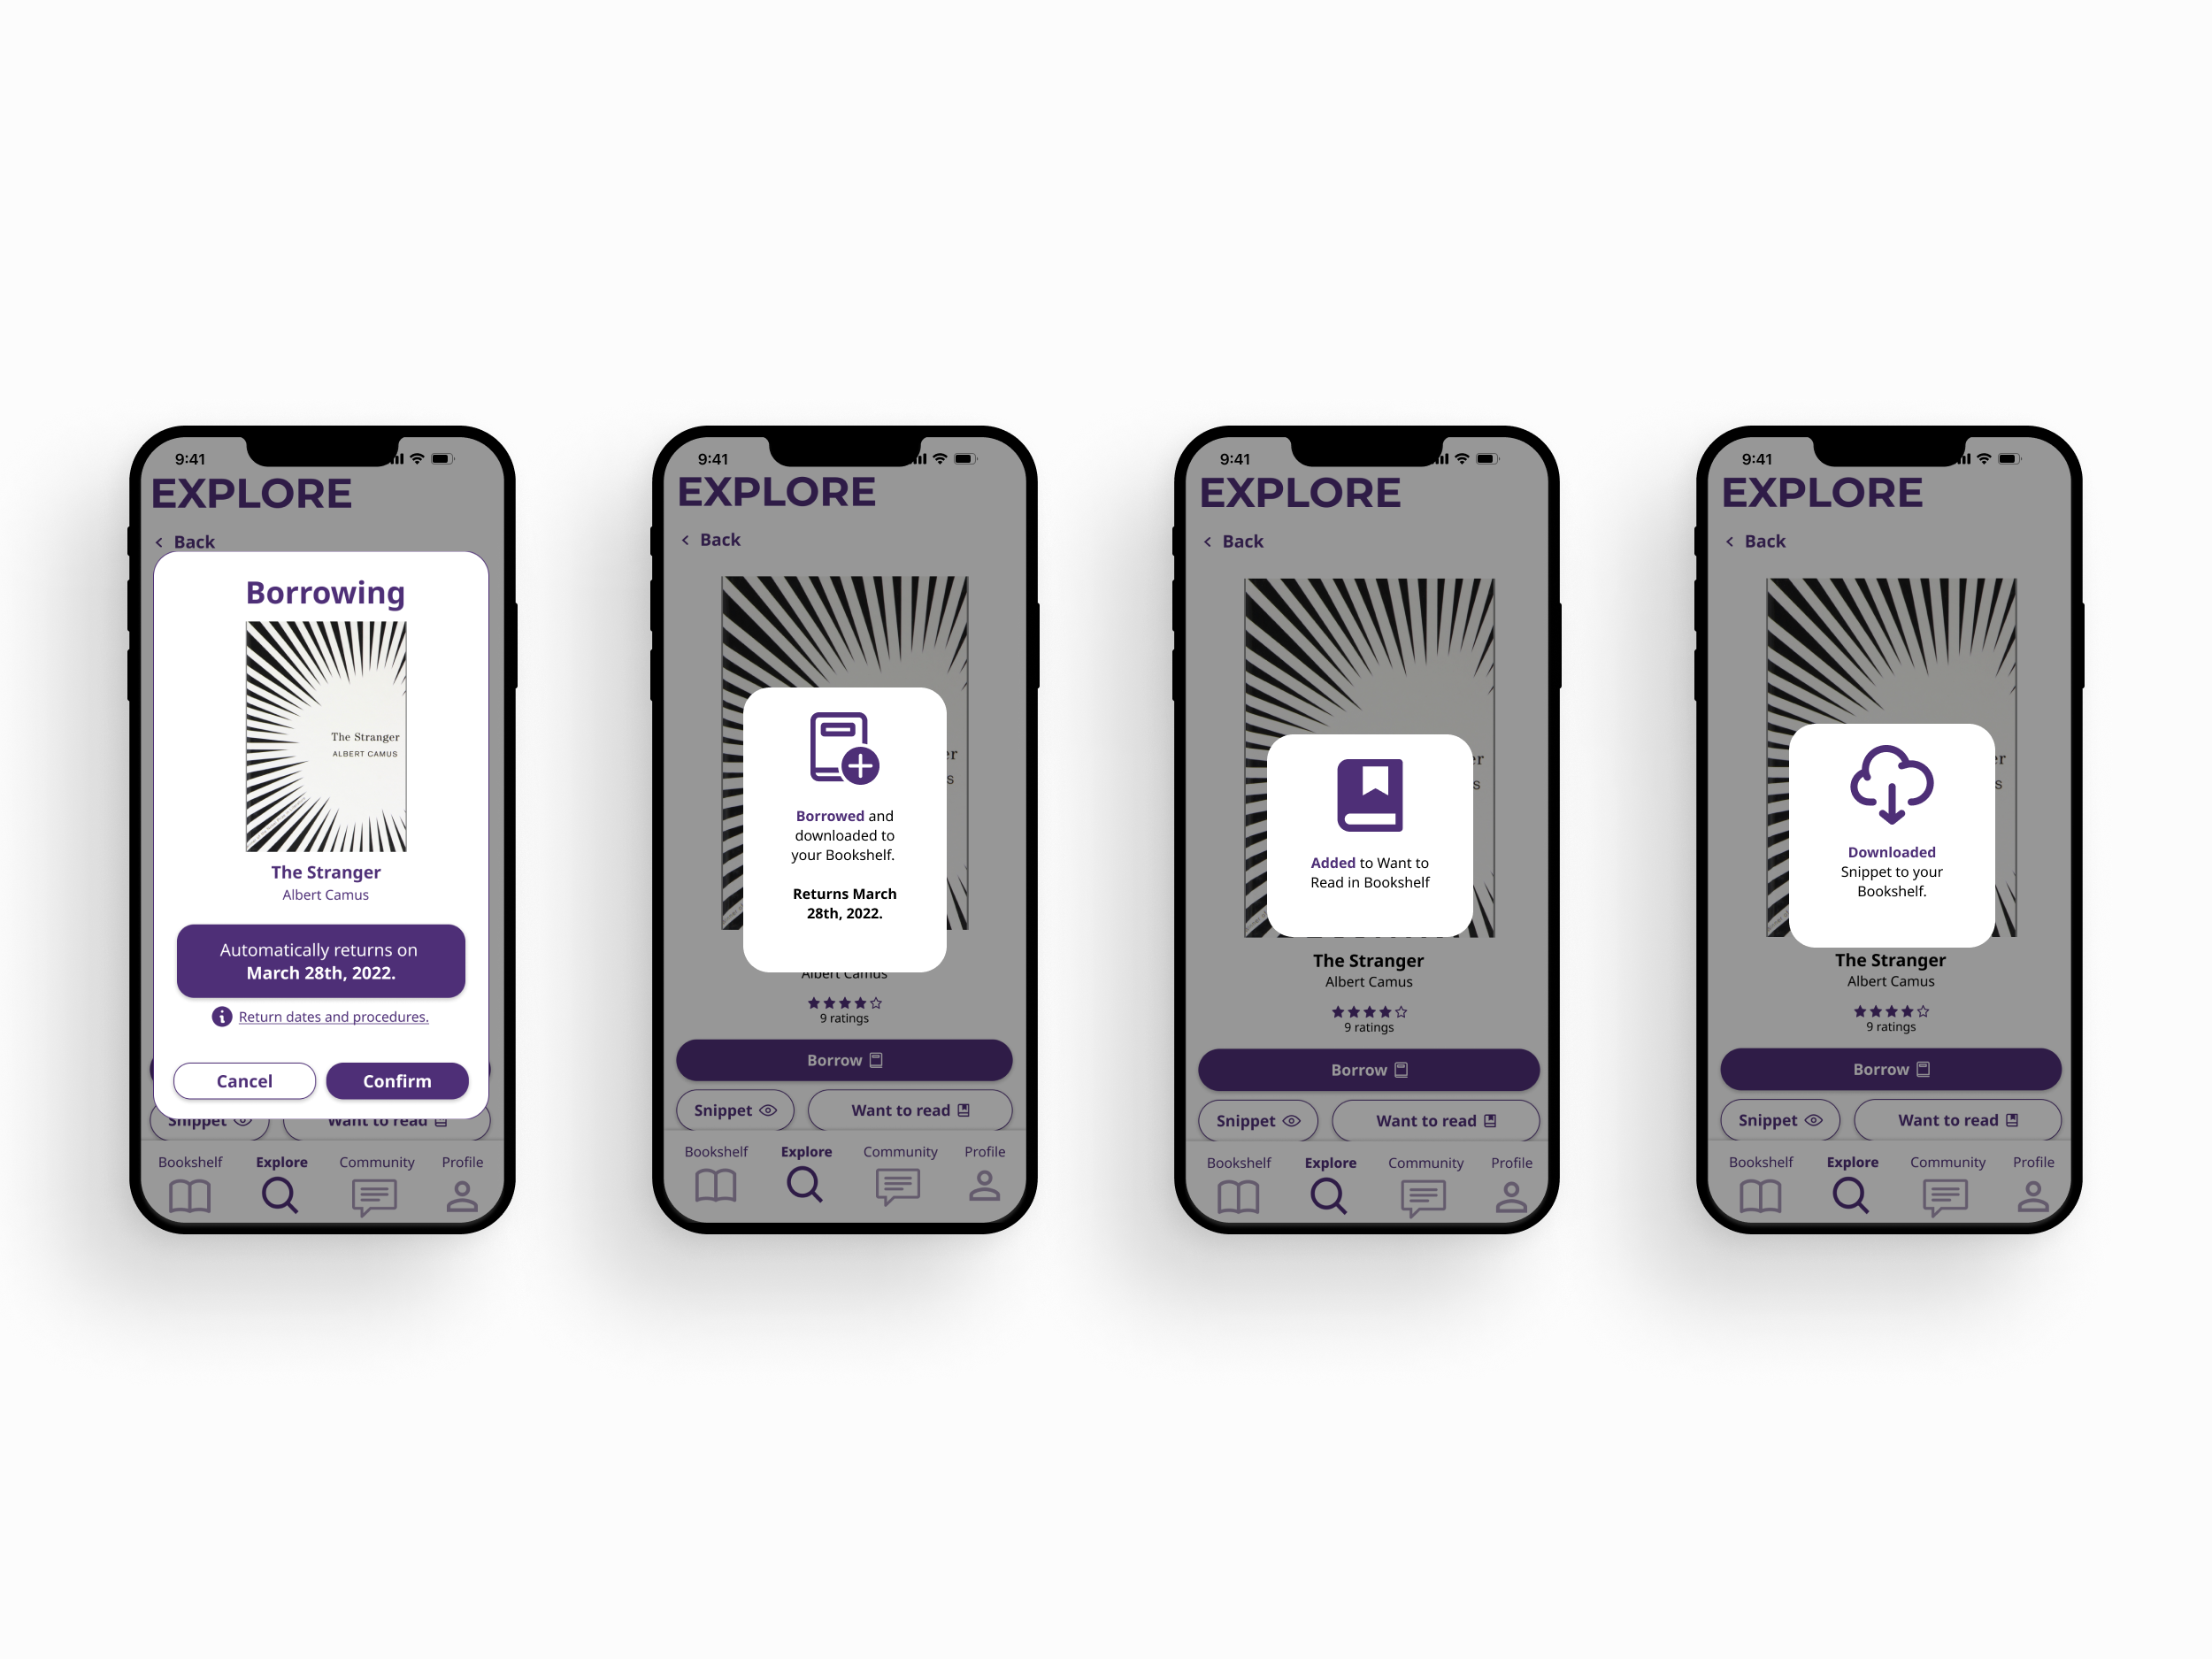 9:41
EXPLORE
Back
Borrowing
The Stranger
ALBERT CAMUS
The Stranger
Albert Camus
Automatically returns on
March 28th, 2022.
Return dates and procedures.
Cancel
Confirm
Snippet
Want to read
Bookshelf
Explore
Community
Profile
9:41
EXPLORE
Back
Borrowed and
downloaded to
your Bookshelf.
Returns March
28th, 2022.
Albert Camus
9 ratings
Borrow
Snippet
Want to read
Bookshelf
Explore
Community
Profile
9:41
EXPLORE
Back
Added to Want to
Read in Bookshelf
The Stranger
Albert Camus
9 ratings
Borrow
Snippet
Want to read
Bookshelf
Explore
Community
Profile
9:41
EXPLORE
Back
Downloaded
Snippet to your
Bookshelf.
The Stranger
Albert Camus
9 ratings
Borrow
Snippet
Want to read
Bookshelf
Explore
Community
Profile